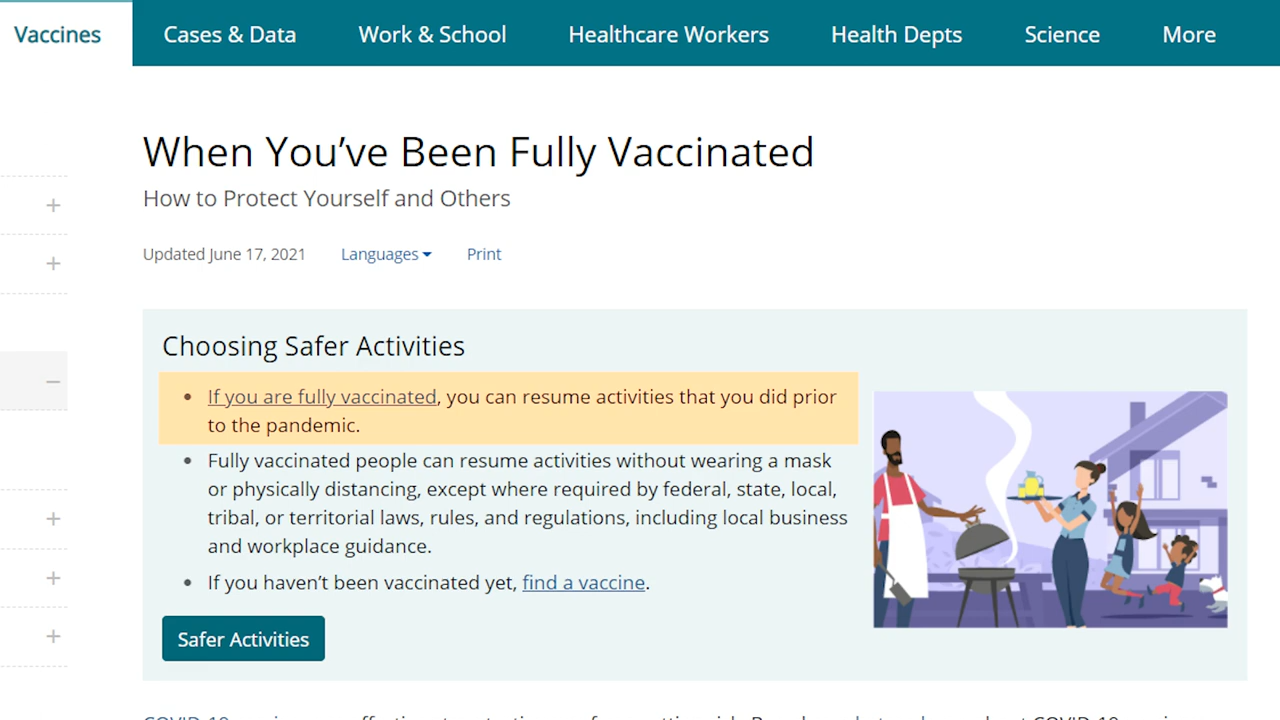 Vaccines Cases & Data Work & School Healthcare Workers Health Depts Science More
When You’ve Been Fully Vaccinated
How to Protect Yourself and Others
Updated June 17, 2021 Languages Print
Choosing Safer Activities
• If you are fully vaccinated, you can resume activities that you did prior
to the pandemic.
• Fully vaccinated people can resume activities without wearing a mask
or physically distancing, except where required by federal, state, local,
tribal, or territorial laws, rules, and regulations, including local business
and workplace guidance.
• If you haven’t been vaccinated yet, find a vaccine.
Safer Activities